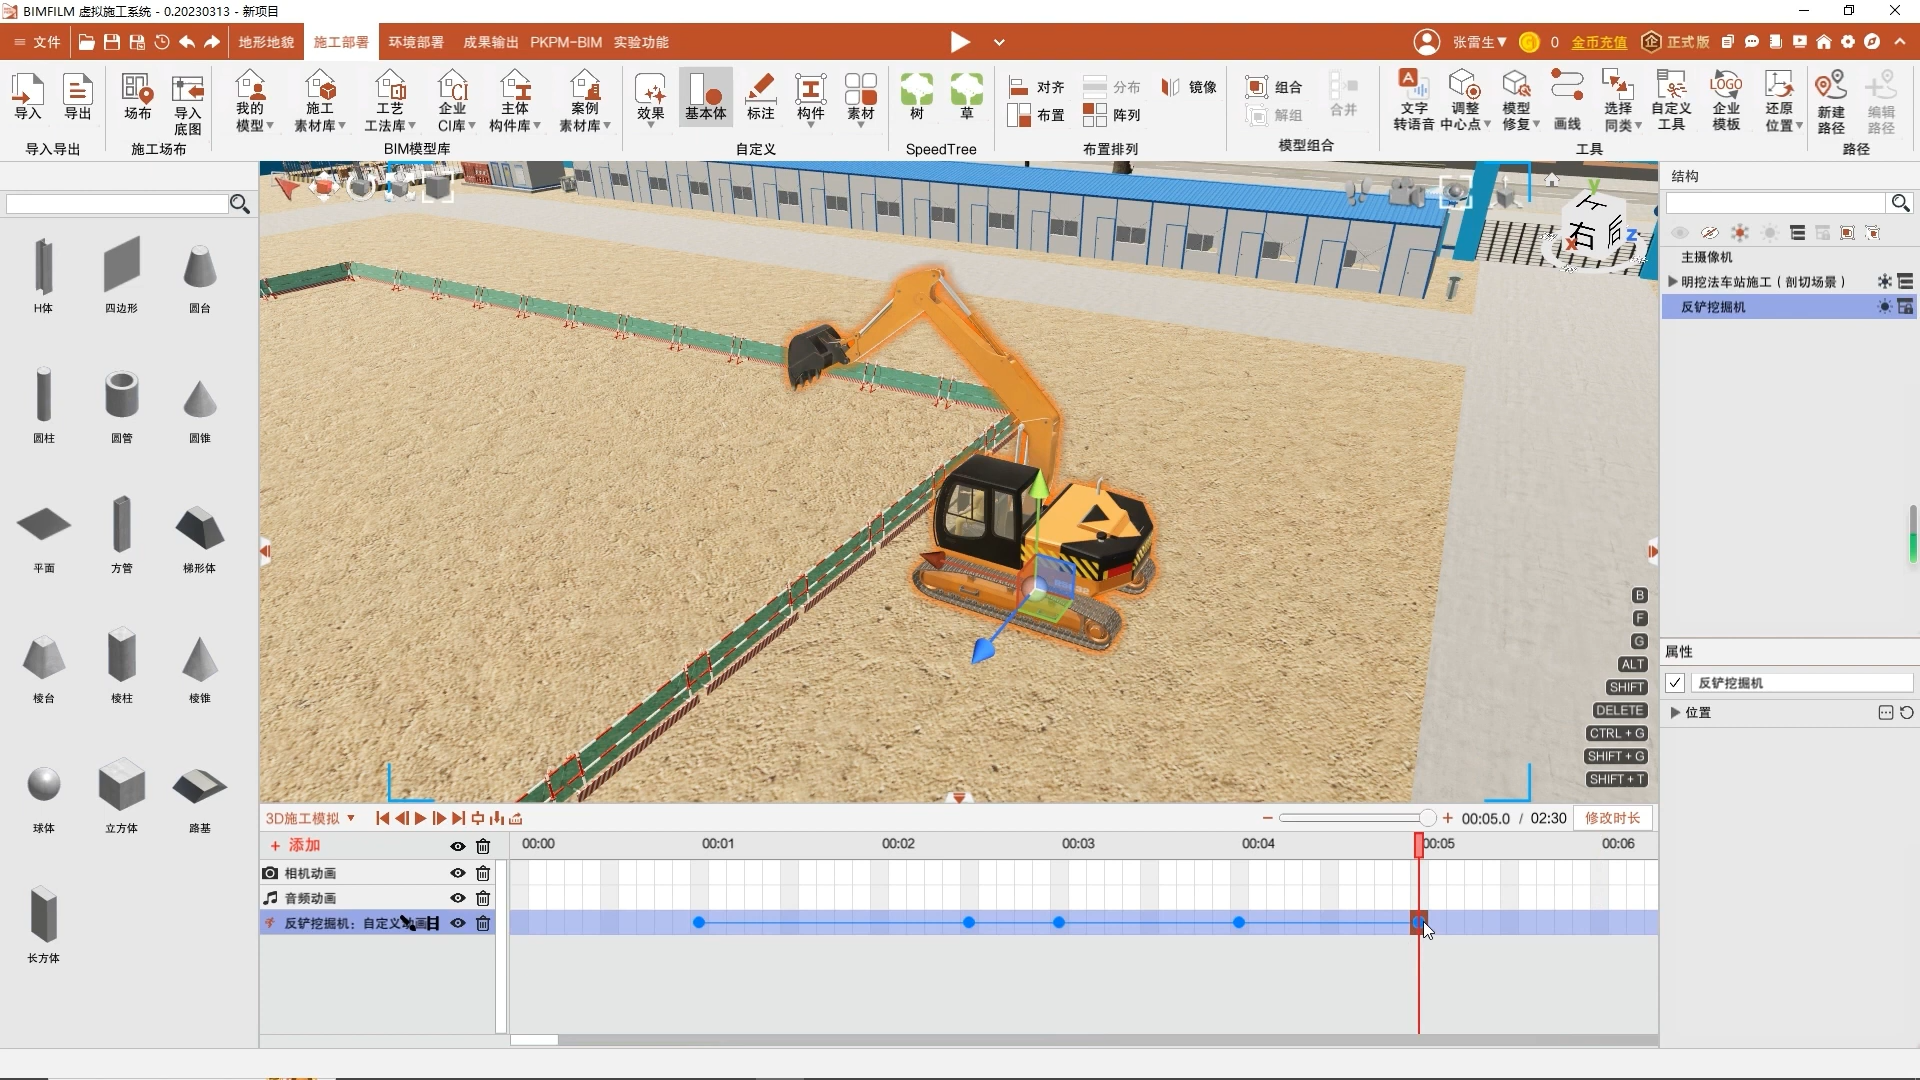 BIMFILM 虚拟施工系统 - 0.20230313 - 新项目
文件 地形地貌 施工部署 环境部署 成果输出 PKPM-BIM 实验功能 张雷生 0 金币充值 企 正式版
导入 导出 场布 导入底图 我的模型 施工素材库 工艺工法库 企业CI库 主体构件库 案例素材库 效果 基本体 标注 构件 素材 树 草 对齐 分布 镜像 布置 阵列 组合 解组 合并 文字转语音 调整中心点 模型修复 画线 选择同类 自定义工具 LOGO 企业模板 还原位置 新建路径 编辑路径
导入导出 施工场布 BIM模型库 自定义 SpeedTree 布置排列 模型组合 工具 路径
H体 四边形 圆台
圆柱 圆管 圆锥
平面 方管 梯形体
棱台 棱柱 棱锥
球体 立方体 路基
长方体
Y
上
右 后
X Z
B
F
G
ALT
SHIFT
DELETE
CTRL + G
SHIFT + G
SHIFT + T
结构
主摄像机
明挖法车站施工（剖切场景）
反铲挖掘机
属性
反铲挖掘机
位置
3D施工模拟 00:05.0 / 02:30 修改时长
+ 添加 00:00 00:01 00:02 00:03 00:04 00:05 00:06
相机动画
音频动画
反铲挖掘机：自定义动画